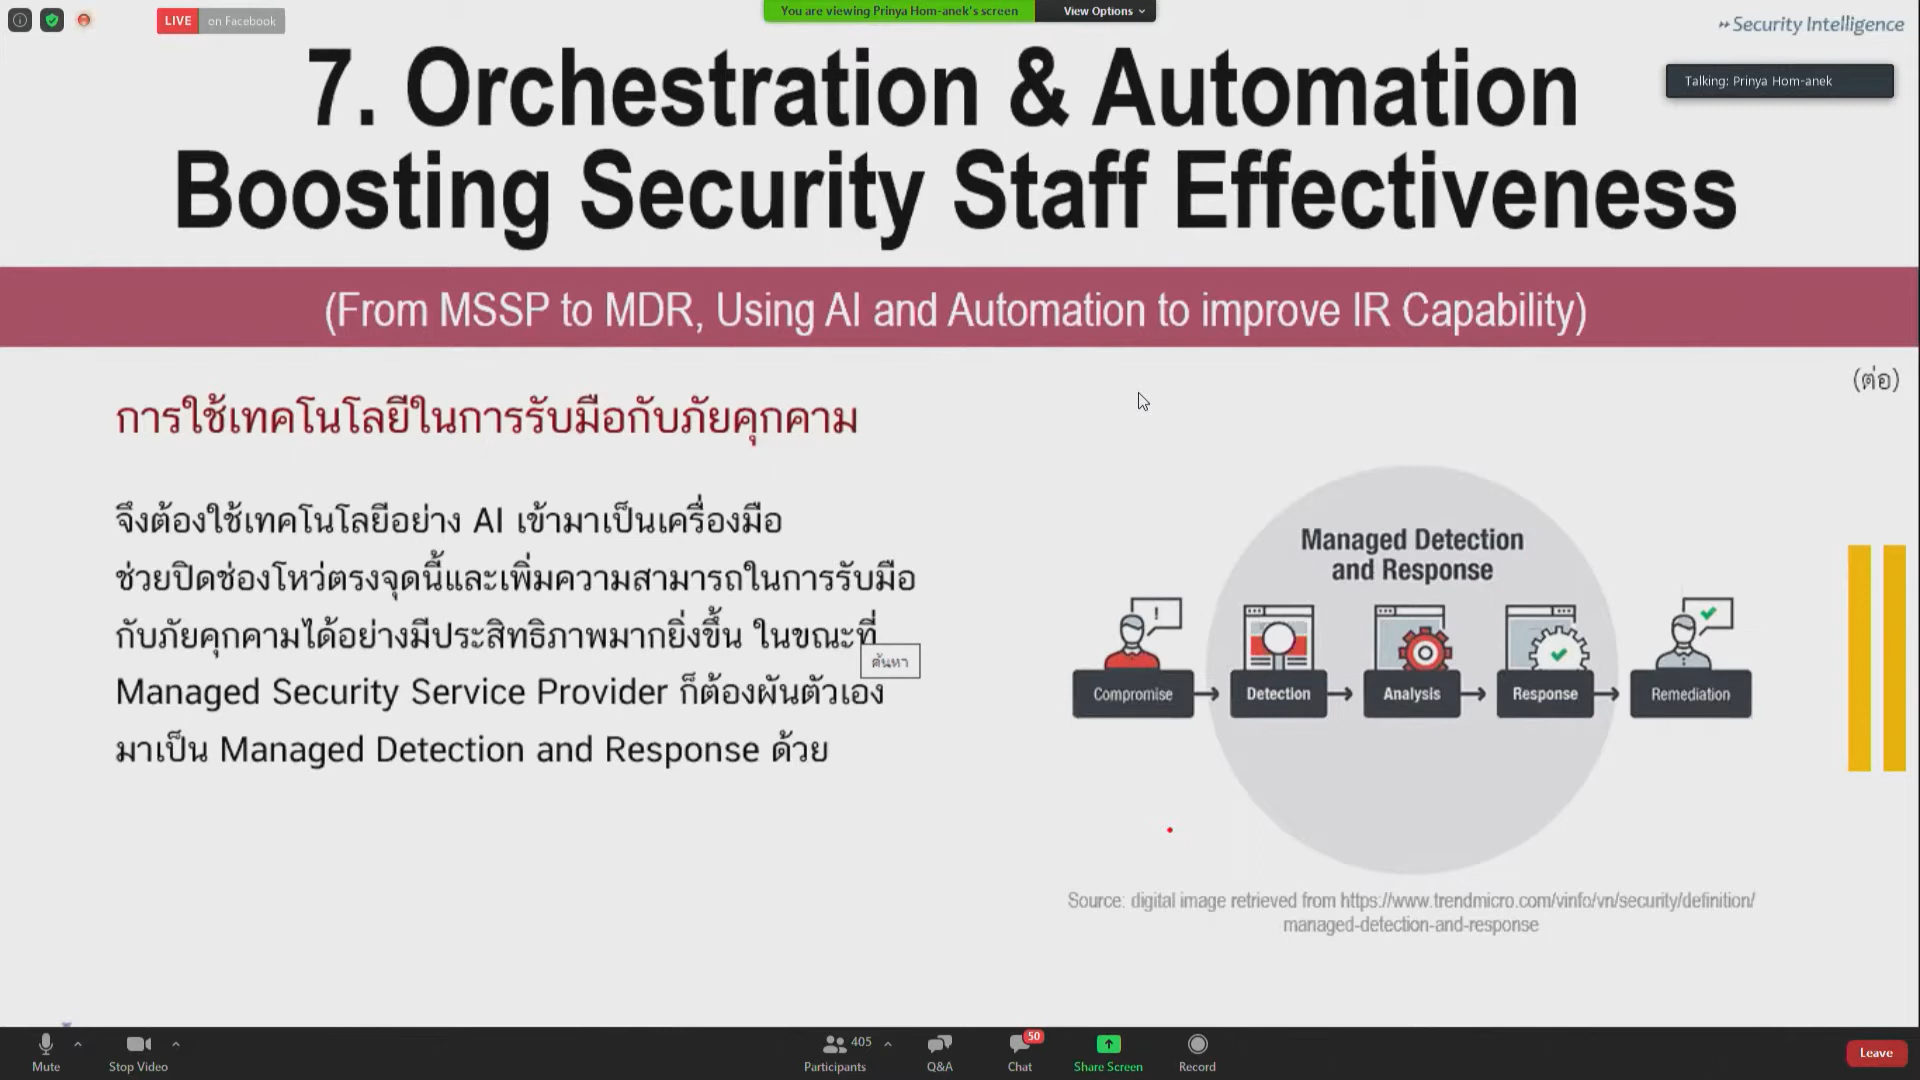 LIVE on Facebook
You are viewing Prinya Hom-anek's screen
View Options
Security Intelligence
Talking: Prinya Hom-anek
7. Orchestration & Automation
Boosting Security Staff Effectiveness
(From MSSP to MDR, Using AI and Automation to improve IR Capability)
(ต่อ)
การใช้เทคโนโลยีในการรับมือกับภัยคุกคาม
จึงต้องใช้เทคโนโลยีอย่าง AI เข้ามาเป็นเครื่องมือ
ช่วยปิดช่องโหว่ตรงจุดนี้และเพิ่มความสามารถในการรับมือ
กับภัยคุกคามได้อย่างมีประสิทธิภาพมากยิ่งขึ้น ในขณะที่
ค้นหา
Managed Security Service Provider ก็ต้องผันตัวเอง
มาเป็น Managed Detection and Response ด้วย
Managed Detection
and Response
!
Compromise
Detection
Analysis
Response
Remediation
Source: digital image retrieved from https://www.trendmicro.com/vinfo/vn/security/definition/
managed-detection-and-response
Mute
Stop Video
405
Participants
Q&A
50
Chat
Share Screen
Record
Leave